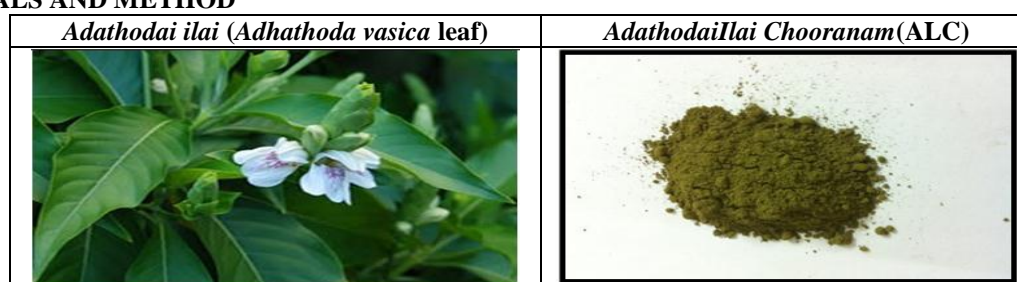 ALS AND METHOD
Adathodai ilai (Adhathoda vasica leaf)
AdathodaiIlai Chooranam(ALC)